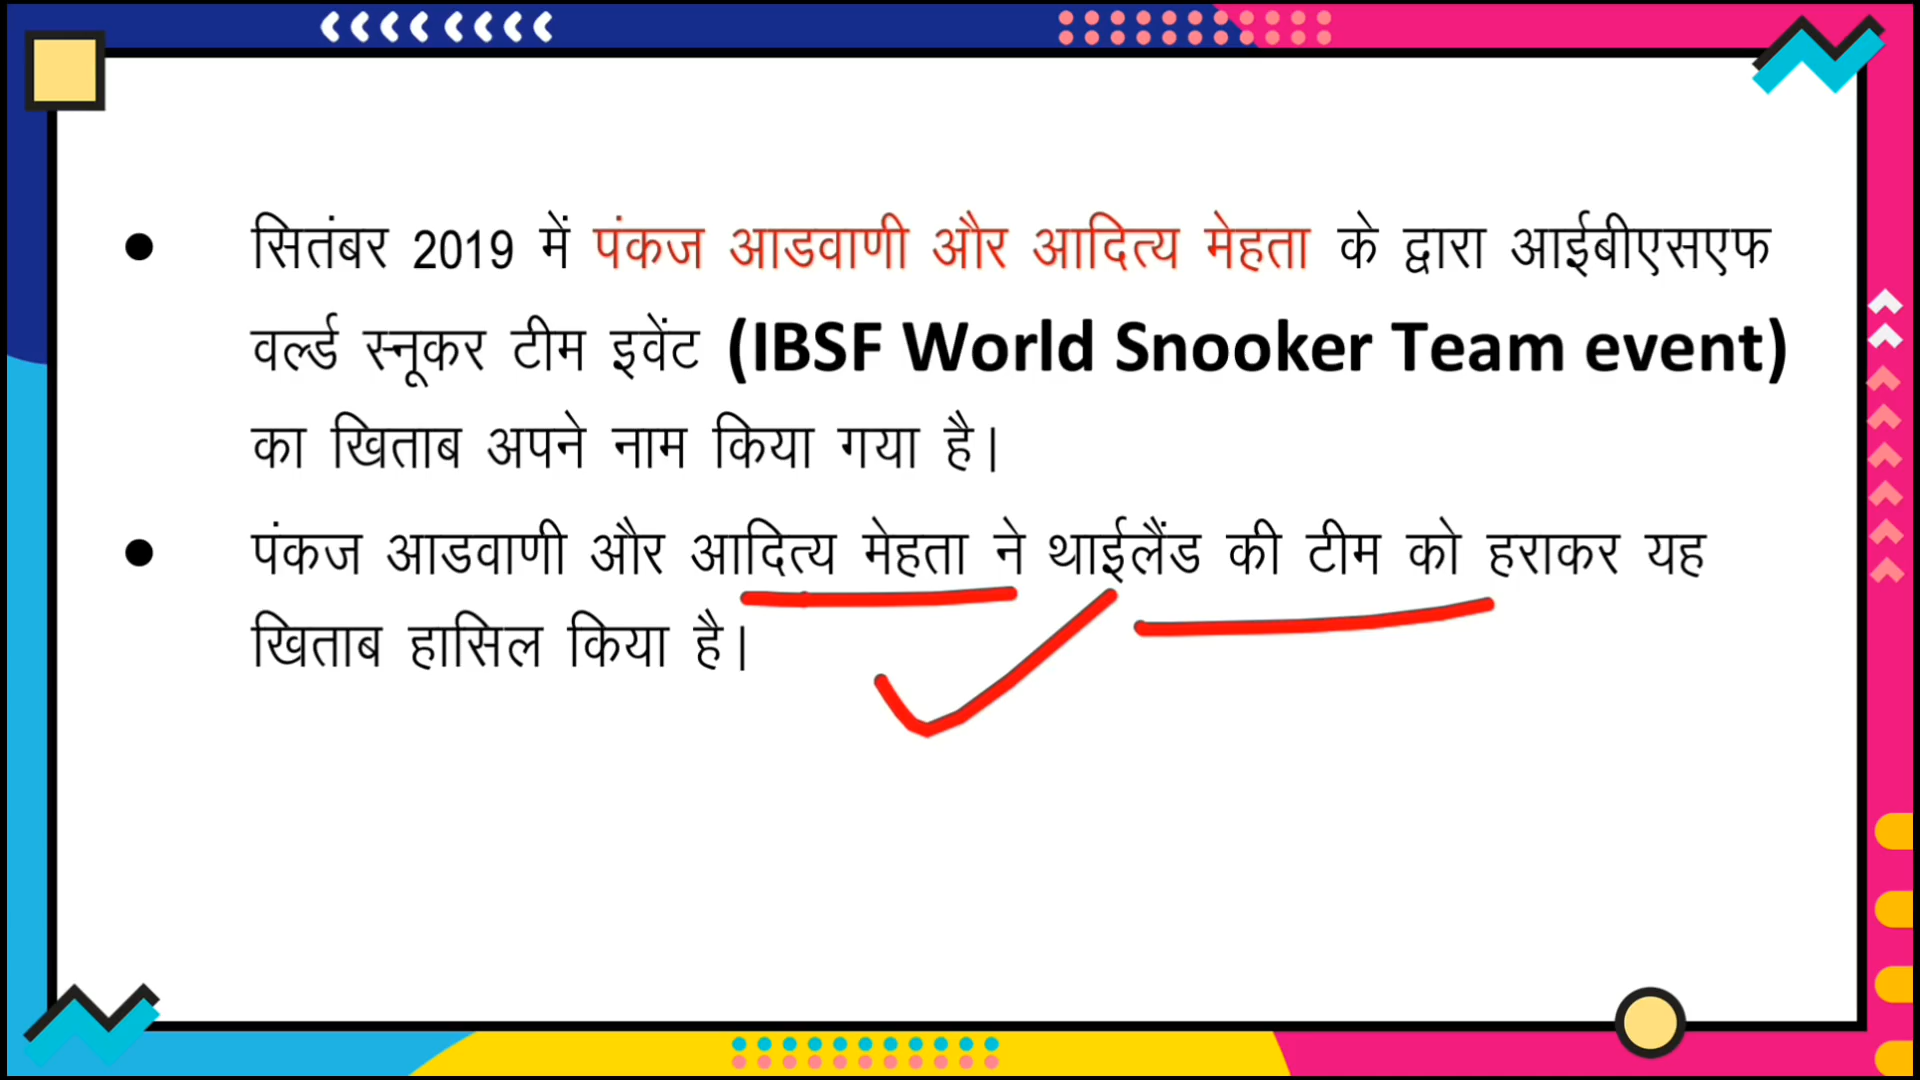 • सितंबर 2019 में पंकज आडवाणी और आदित्य मेहता के द्वारा आईबीएसएफ
वर्ल्ड स्नूकर टीम इवेंट (IBSF World Snooker Team event)
का खिताब अपने नाम किया गया है।
• पंकज आडवाणी और आदित्य मेहता ने थाईलैंड की टीम को हराकर यह
खिताब हासिल किया है।